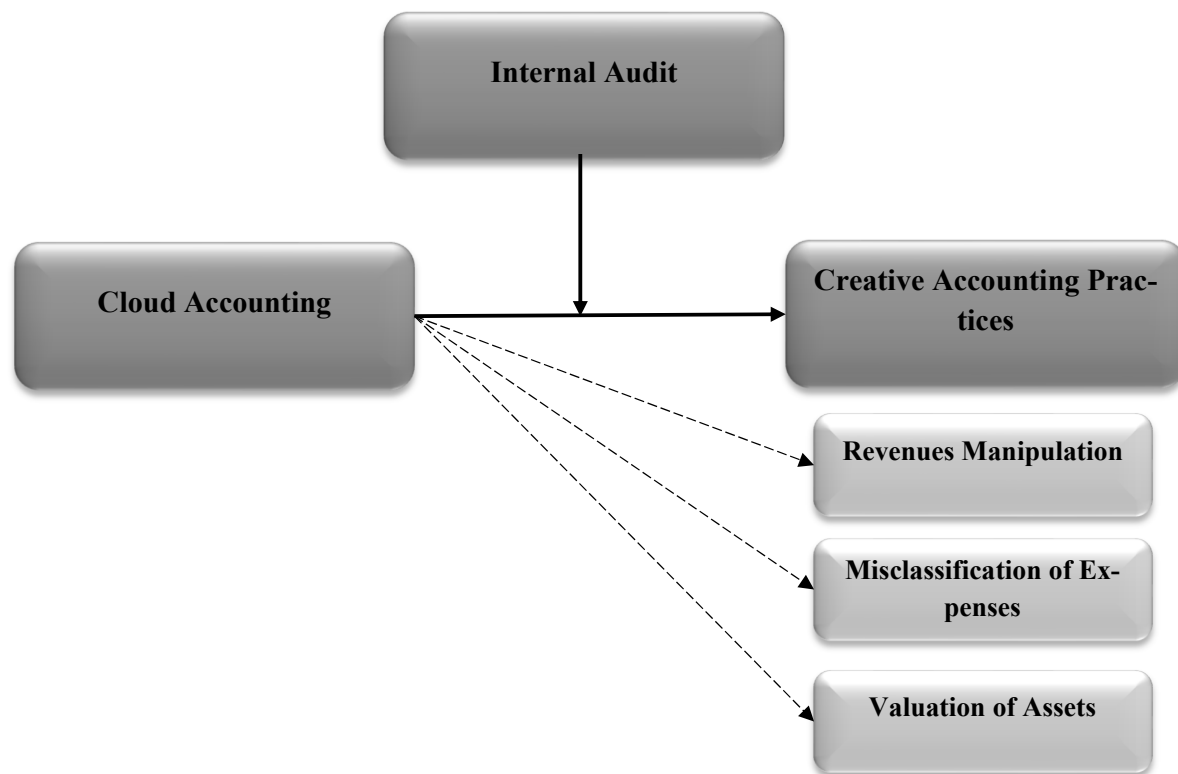 Internal Audit
Cloud Accounting
Creative Accounting Prac-
tices
Revenues Manipulation
Misclassification of Ex-
penses
Valuation of Assets